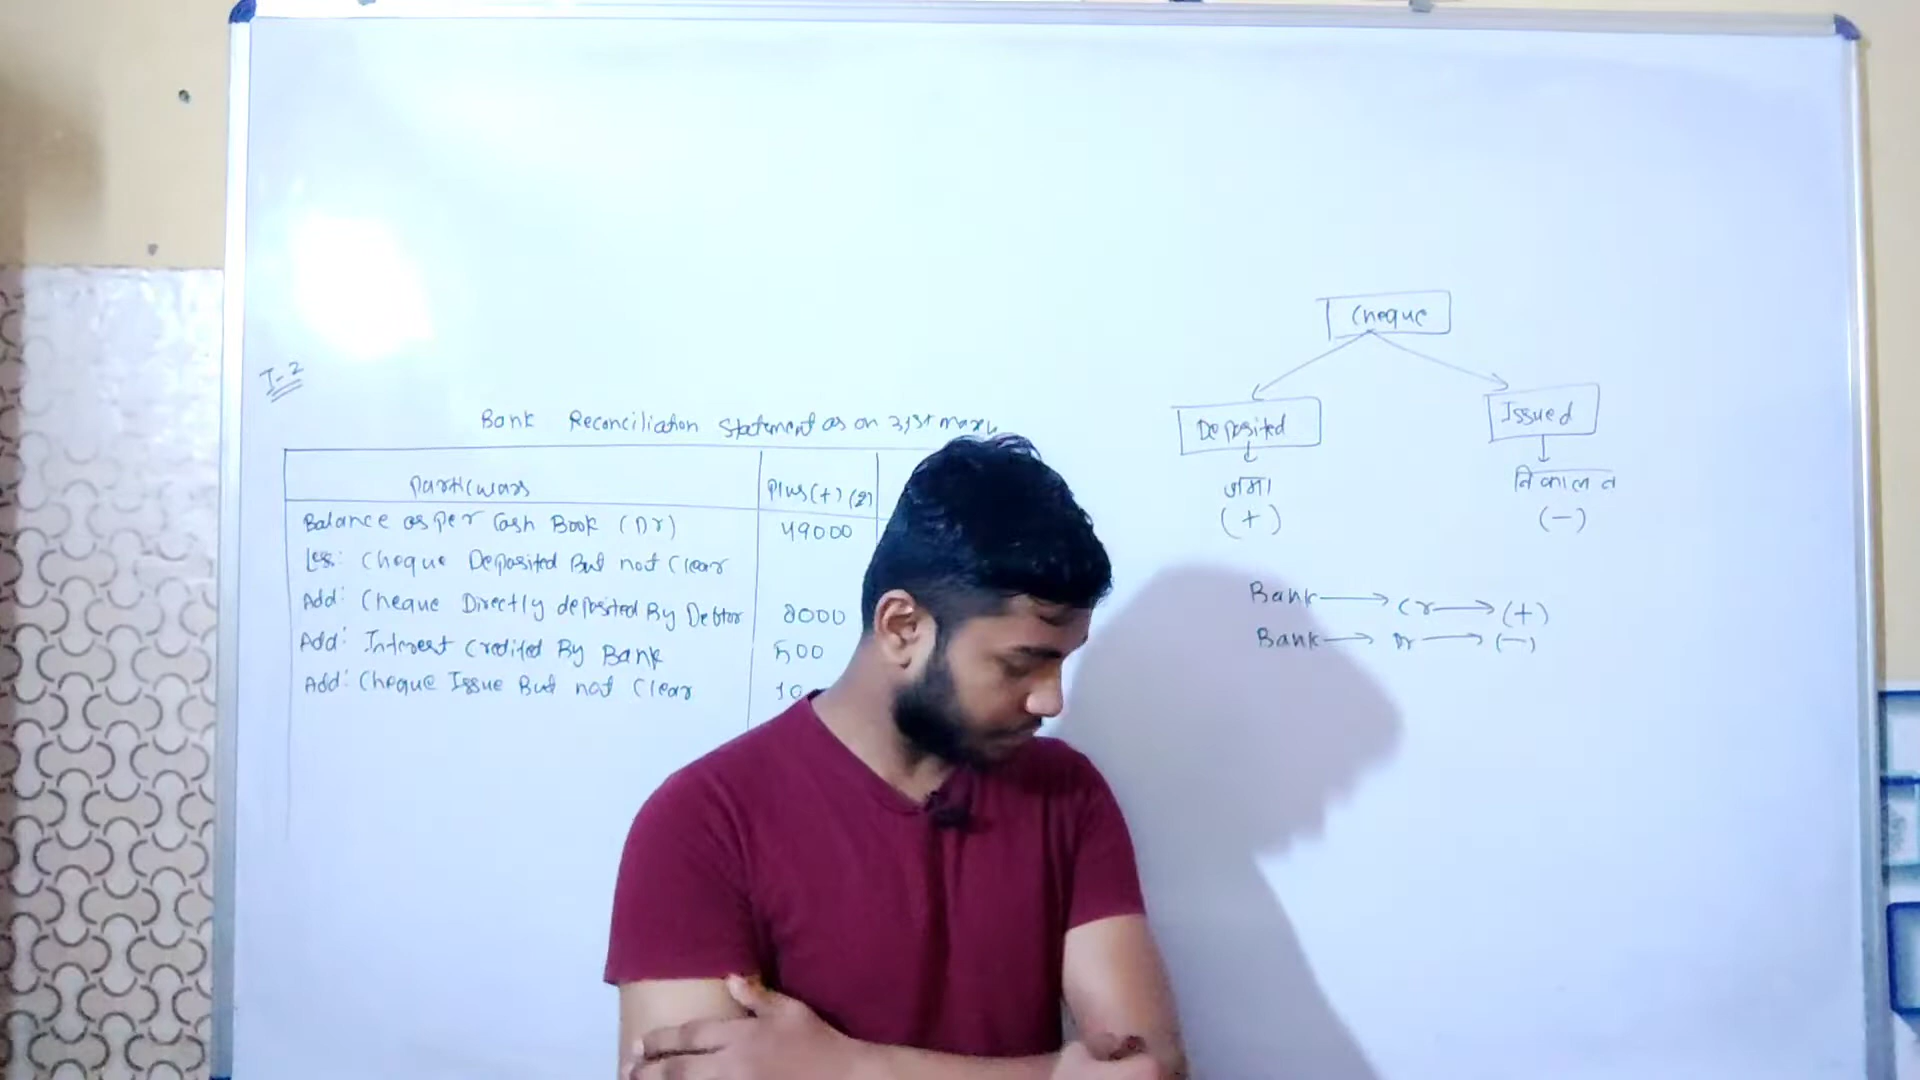 I-2
Bank Reconciliation Statement as on 31st
Particulars
Plus(+) (₹)
Balance as per Cash Book (Dr) 49000
Less: Cheque Deposited But not Clear
Add: Cheque Directly deposited By Debtor 8000
Add: Interest Credited By Bank 500
Add: Cheque Issue But not Clear 10
Cheque
Deposited
Issued
जमा
(+)
(-)
Bank → Cr → (+)
Bank → Dr → (-)